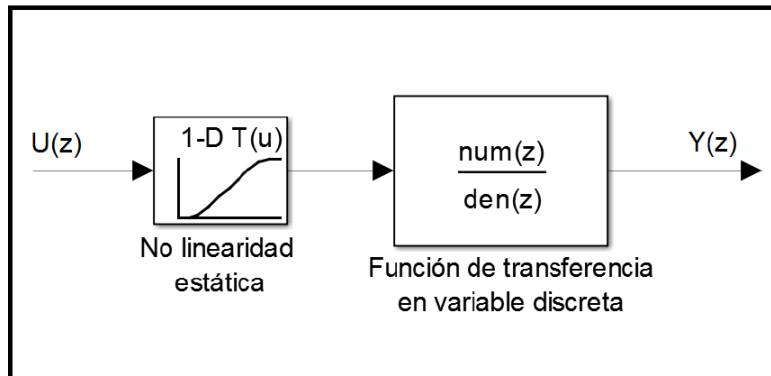 U(z)
1-D T(u)
No linearidad
estática
num(z)
den(z)
Función de transferencia
en variable discreta
Y(z)